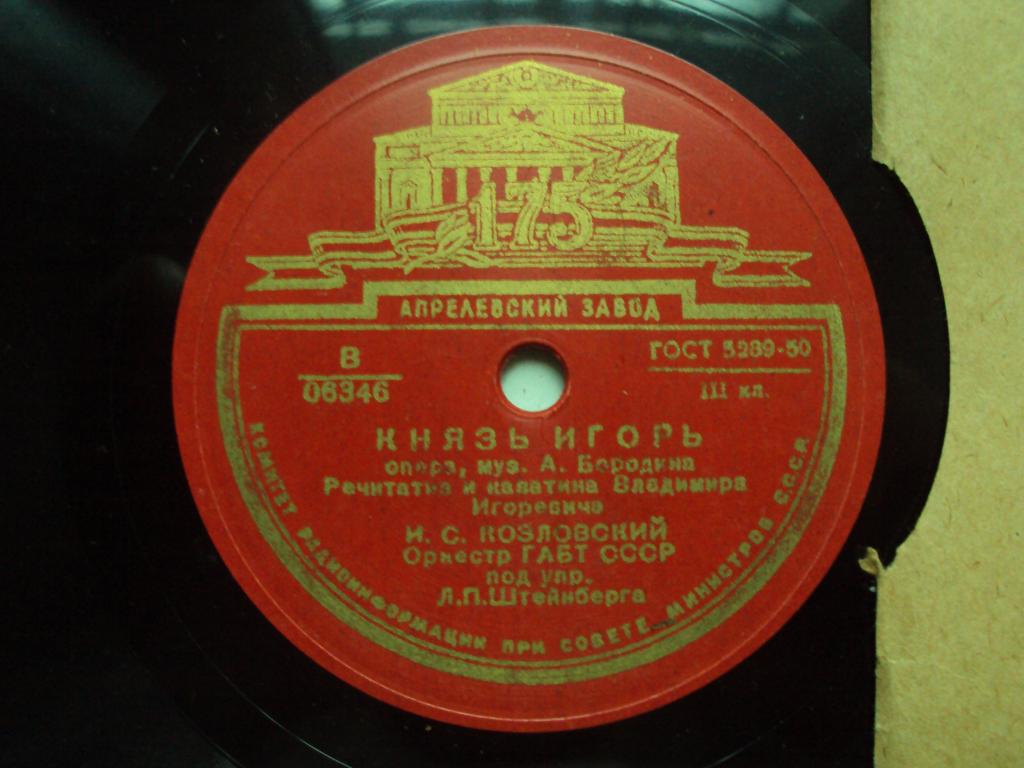 175
АПРЕЛЕВСКИЙ ЗАВОД
В
06346
ГОСТ 5289-50
III кл.
КНЯЗЬ ИГОРЬ
опера, муз. А. Бородина
Речитатив и каватина Владимира
Игоревича
И. С. КОЗЛОВСКИЙ
Оркестр ГАБТ СССР
под упр.
Л.П.Штейнберга
КОМИТЕТ РАДИОИНФОРМАЦИИ ПРИ СОВЕТЕ МИНИСТРОВ СССР